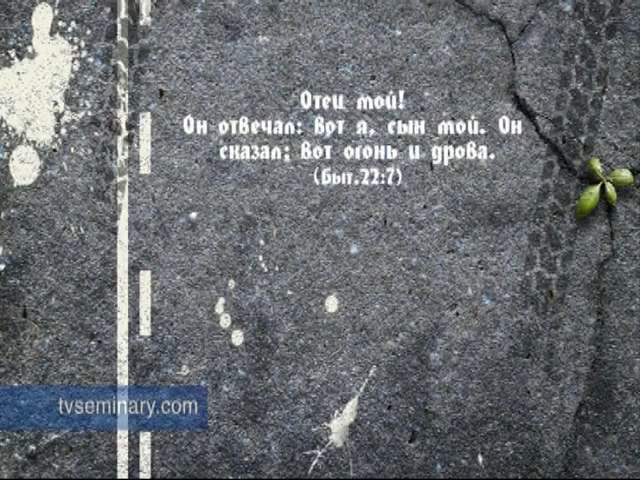 Отец мой!
Он отвечал: вот я, сын мой. Он
сказал: вот огонь и дрова.
(Быт.22:7)
tvseminary.com